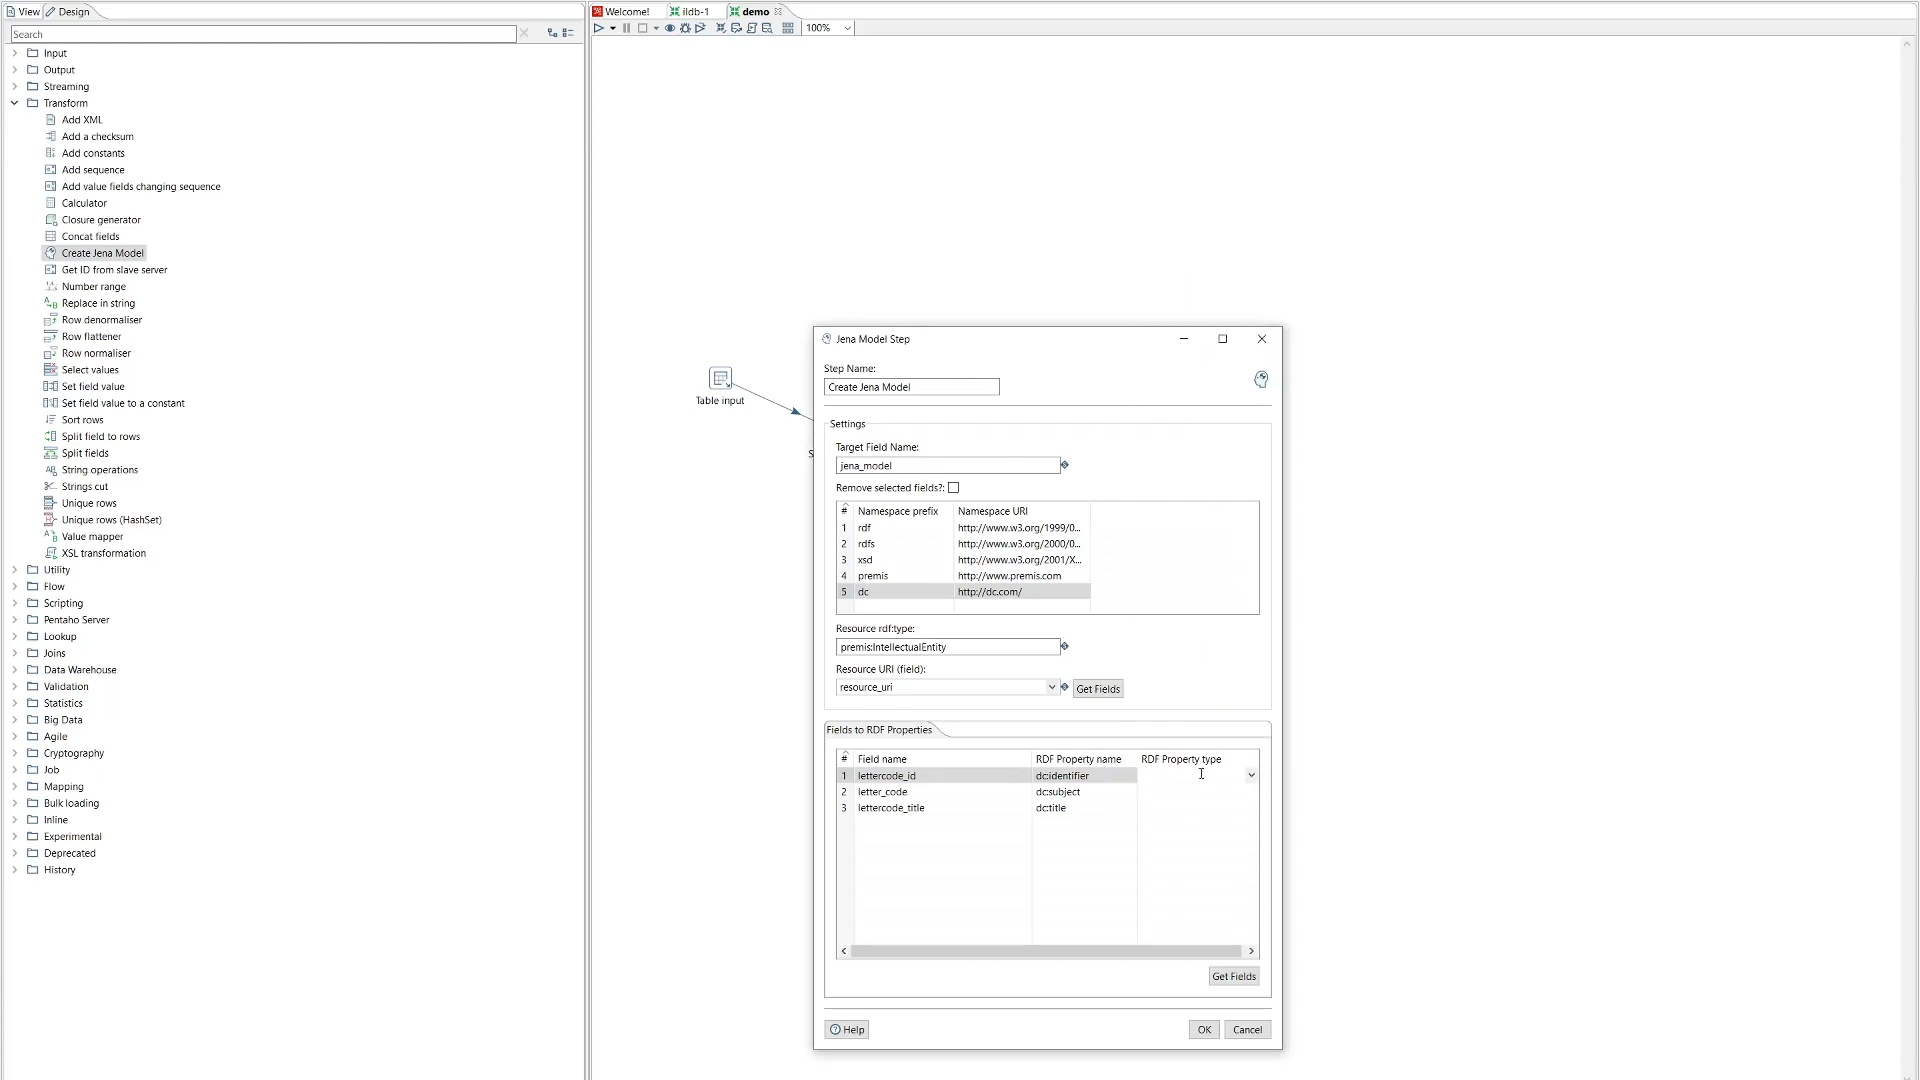 View
Design
Search
Input
Output
Streaming
Transform
Add XML
Add a checksum
Add constants
Add sequence
Add value fields changing sequence
Calculator
Closure generator
Concat fields
Create Jena Model
Get ID from slave server
Number range
Replace in string
Row denormaliser
Row flattener
Row normaliser
Select values
Set field value
Set field value to a constant
Sort rows
Split field to rows
Split fields
String operations
Strings cut
Unique rows
Unique rows (HashSet)
Value mapper
XSL transformation
Utility
Flow
Scripting
Pentaho Server
Lookup
Joins
Data Warehouse
Validation
Statistics
Big Data
Agile
Cryptography
Job
Mapping
Bulk loading
Inline
Experimental
Deprecated
History
Welcome! ildb-1 demo
100%
Table input
S
Jena Model Step
Step Name:
Create Jena Model
Settings
Target Field Name:
jena_model
Remove selected fields?:
# Namespace prefix Namespace URI
1 rdf http://www.w3.org/1999/0...
2 rdfs http://www.w3.org/2000/0...
3 xsd http://www.w3.org/2001/X...
4 premis http://www.premis.com
5 dc http://dc.com/
Resource rdf:type:
premis:IntellectualEntity
Resource URI (field):
resource_uri Get Fields
Fields to RDF Properties
# Field name RDF Property name RDF Property type
1 lettercode_id dc:identifier
2 letter_code dc:subject
3 lettercode_title dc:title
Get Fields
Help OK Cancel